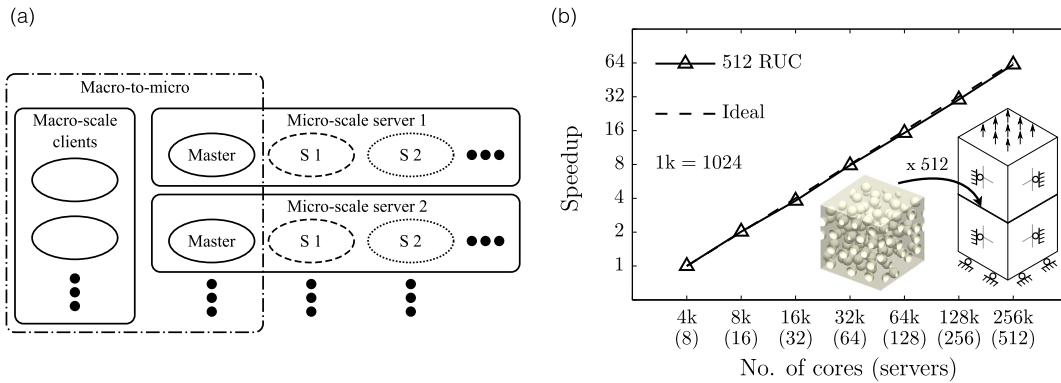 (a)
Macro-to-micro
Macro-scale
clients
Micro-scale server 1
Master
S 1
S 2
Micro-scale server 2
Master
S 1
S 2
(b)
Speedup
64
32
16
8
4
2
1
512 RUC
Ideal
1k = 1024
x 512
4k 8k 16k 32k 64k 128k 256k
(8) (16) (32) (64) (128) (256) (512)
No. of cores (servers)